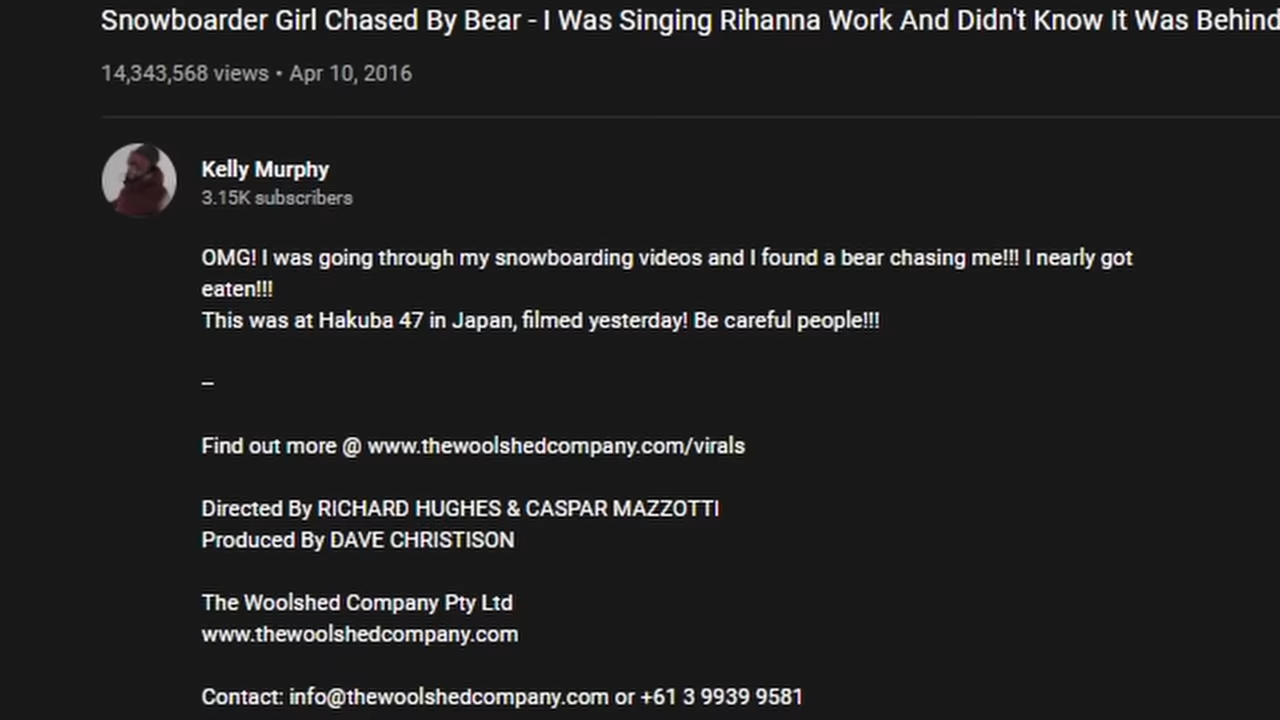 Snowboarder Girl Chased By Bear - I Was Singing Rihanna Work And Didn't Know It Was Behind
14,343,568 views • Apr 10, 2016
Kelly Murphy
3.15K subscribers
OMG! I was going through my snowboarding videos and I found a bear chasing me!!! I nearly got
eaten!!!
This was at Hakuba 47 in Japan, filmed yesterday! Be careful people!!!
–
Find out more @ www.thewoolshedcompany.com/virals
Directed By RICHARD HUGHES & CASPAR MAZZOTTI
Produced By DAVE CHRISTISON
The Woolshed Company Pty Ltd
www.thewoolshedcompany.com
Contact: info@thewoolshedcompany.com or +61 3 9939 9581